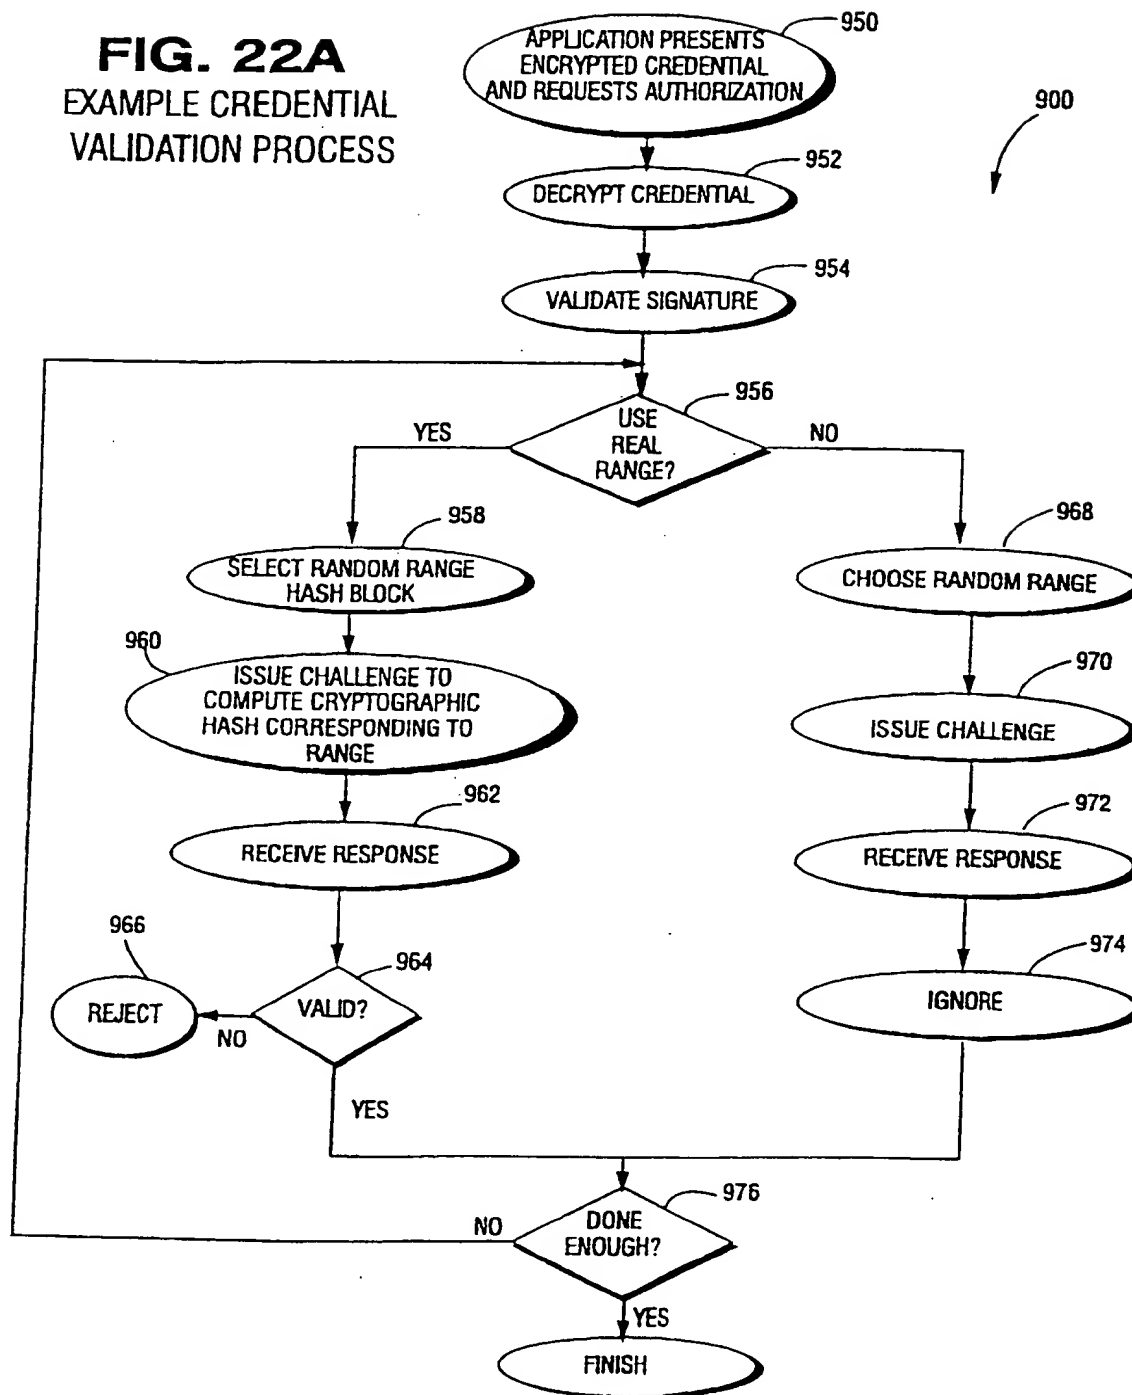 FIG. 22A
EXAMPLE CREDENTIAL
VALIDATION PROCESS
950
APPLICATION PRESENTS
ENCRYPTED CREDENTIAL
AND REQUESTS AUTHORIZATION
900
952
DECRYPT CREDENTIAL
954
VALIDATE SIGNATURE
956
USE
REAL
RANGE?
YES
NO
958
SELECT RANDOM RANGE
HASH BLOCK
968
CHOOSE RANDOM RANGE
960
ISSUE CHALLENGE TO
COMPUTE CRYPTOGRAPHIC
HASH CORRESPONDING TO
RANGE
970
ISSUE CHALLENGE
962
RECEIVE RESPONSE
972
RECEIVE RESPONSE
966
REJECT
NO
964
VALID?
YES
974
IGNORE
976
DONE
ENOUGH?
NO
YES
FINISH